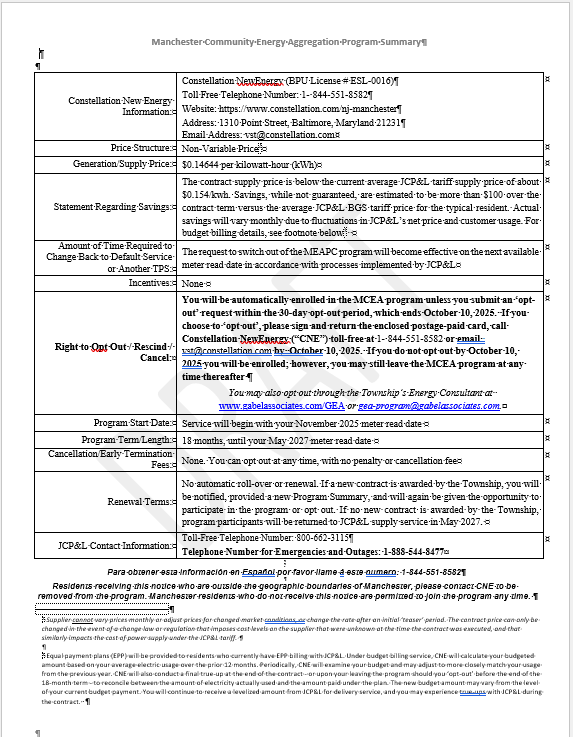 Manchester Community Energy Aggregation Program Summary¶
¶
¶
Constellation New Energy Information:¤
Constellation NewEnergy (BPU License # ESL-0016)¶
Toll Free Telephone Number: 1--844-551-8582¶
Website: https://www.constellation.com/nj-manchester¶
Address: 1310 Point Street, Baltimore, Maryland 21231¶
Email Address: vst@constellation.com¤
Price Structure:¤ Non-Variable Price¤
Generation/Supply Price:¤ $0.14644 per kilowatt-hour (kWh)¤
Statement Regarding Savings:¤
The contract supply price is below the current average JCP&L tariff supply price of about
$0.154/kwh. Savings, while not guaranteed, are estimated to be more than $100 over the
contract term versus the average JCP&L BGS tariff price for the typical resident. Actual
savings will vary monthly due to fluctuations in JCP&L's net price and customer usage. For
budget billing details, see footnote below¤
Amount of Time Required to
Change Back to Default Service
or Another TPS:¤
The request to switch out of the MEAPC program will become effective on the next available
meter read date in accordance with processes implemented by JCP&L¤
Incentives:¤ None ¤
Right to Opt Out / Rescind /
Cancel:¤
You will be automatically enrolled in the MCEA program unless you submit an 'opt-
out' request within the 30-day opt-out period, which ends October 10, 2025. If you
choose to 'opt-out', please sign and return the enclosed postage-paid card, call
Constellation NewEnergy ("CNE") toll-free at 1--844-551-8582 or email:
vst@constellation.com by October 10, 2025. If you do not opt-out by October 10,
2025 you will be enrolled; however, you may still leave the MCEA program at any
time thereafter ¶
You may also opt-out through the Township's Energy Consultant at
www.gabelassociates.com/GEA or gea-program@gabelassociates.com.¤
Program Start Date:¤ Service will begin with your November 2025 meter read date¤
Program Term/Length:¤ 18 months, until your May 2027 meter read date¤
Cancellation/Early Termination
Fees:¤
None. You can opt out at any time, with no penalty or cancellation fee¤
Renewal Terms:¤
No automatic roll-over or renewal. If a new contract is awarded by the Township, you will
be notified, provided a new Program Summary, and will again be given the opportunity to
participate in the program or opt out. If no new contract is awarded by the Township,
program participants will be returned to JCP&L supply service in May 2027. ¤
JCP&L Contact Information:¤
Toll-Free Telephone Number: 800-662-3115¶
Telephone Number for Emergencies and Outages: 1-888-544-8477¤
Para obtener esta información en Español por favor llame á este número: 1-844-551-8582¶
Residents receiving this notice who are outside the geographic boundaries of Manchester, please contact CNE to be
removed from the program. Manchester residents who do not receive this notice are permitted to join the program any time. ¶
¶
Supplier cannot vary prices monthly or adjust prices for changed market conditions, or change the rate after an initial 'teaser' period. The contract price can only be
changed in the event of a change of law or regulation that imposes cost levels on the supplier that were unknown at the time the contract was executed, and that
similarly impacts the cost of power supply under the JCP&L tariff. ¶
¶
Equal payment plans (EPP) will be provided to residents who currently have EPP billing with JCP&L. Under budget billing service, CNE will calculate your budgeted
amount based on your average electric usage over the prior 12 months. Periodically, CNE will examine your budget and may adjust to more closely match your usage
from the previous year. CNE will also conduct a final true-up at the end of the contract--or upon your leaving the program should you 'opt-out' before the end of the
18-month term--to reconcile between the amount of electricity actually used and the amount paid under the plan. The new budget amount may vary from the level
of your current budget payment. You will continue to receive a levelized amount from JCP&L for delivery service, and you may experience true-ups with JCP&L during
the contract. ¶
¶